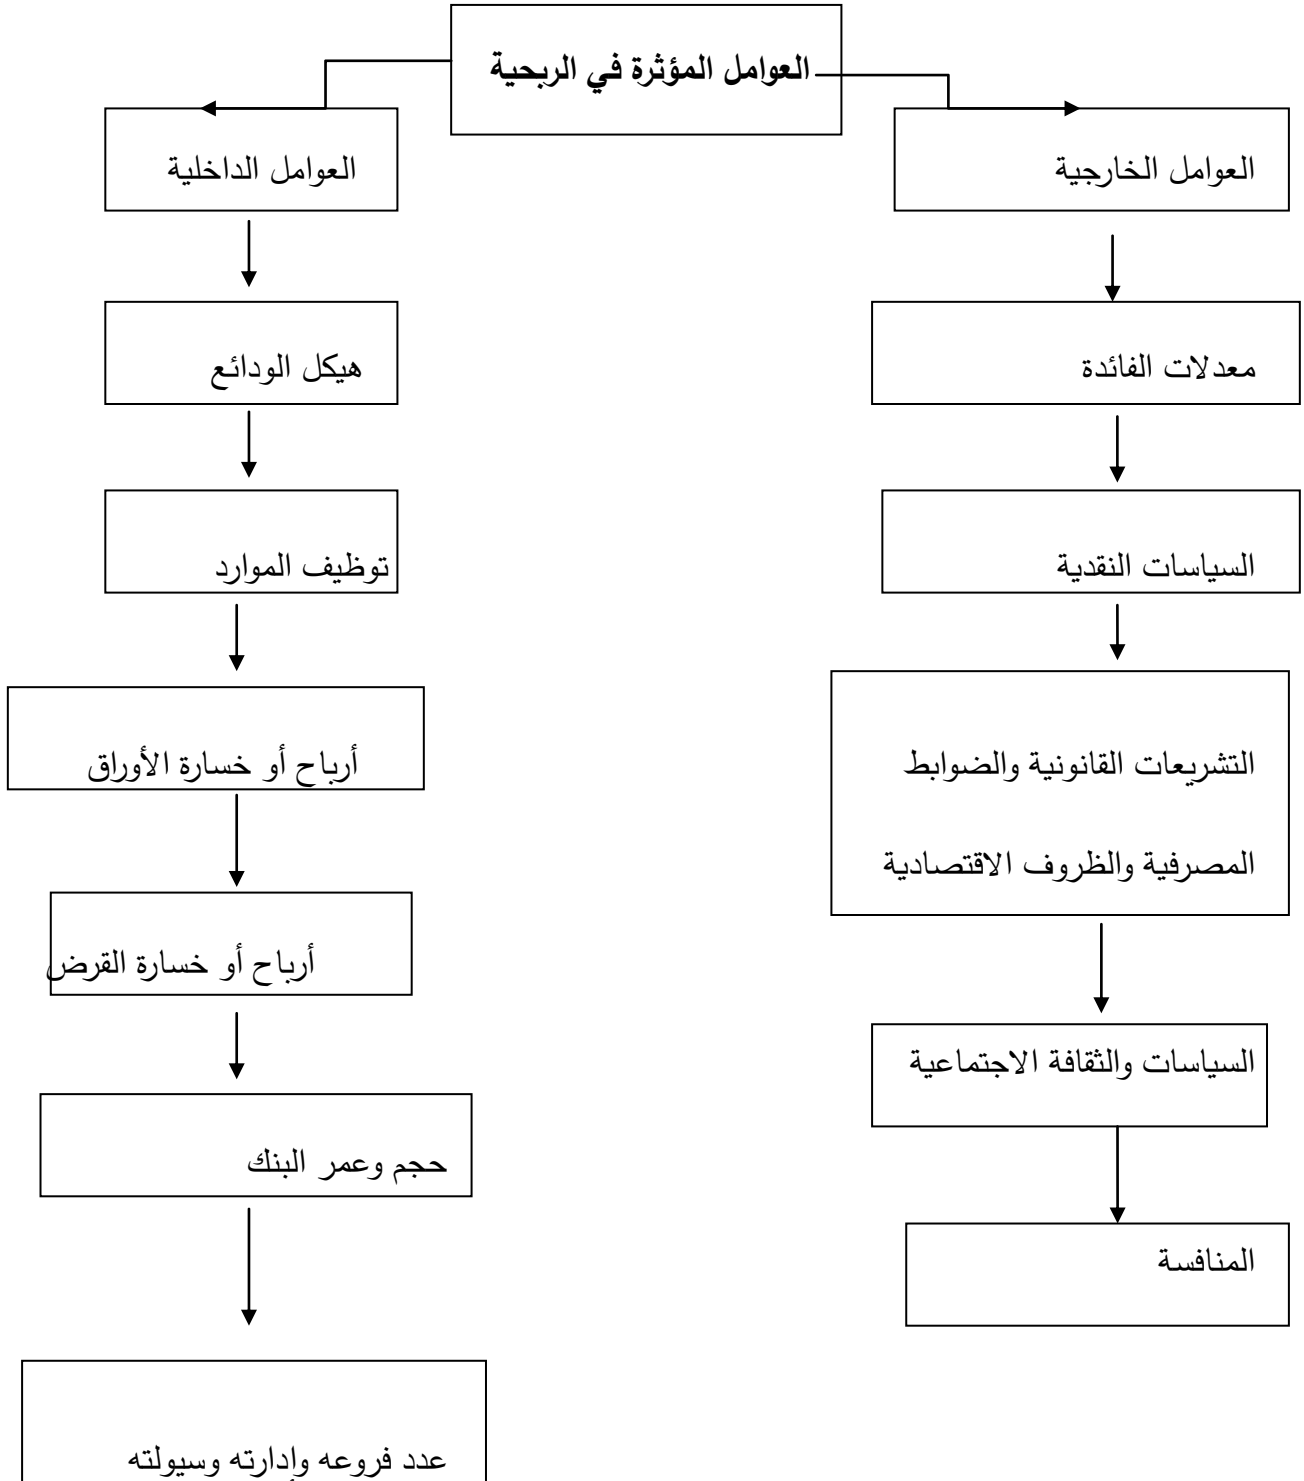 العوامل المؤثرة في الربحية
العوامل الخارجية
معدلات الفائدة
السياسات النقدية
التشريعات القانونية والضوابط
المصرفية والظروف الاقتصادية
السياسات والثقافة الاجتماعية
المنافسة
العوامل الداخلية
هيكل الودائع
توظيف الموارد
أرباح أو خسارة الأوراق
أرباح أو خسارة القرض
حجم وعمر البنك
عدد فروعه وإدارته وسيولته